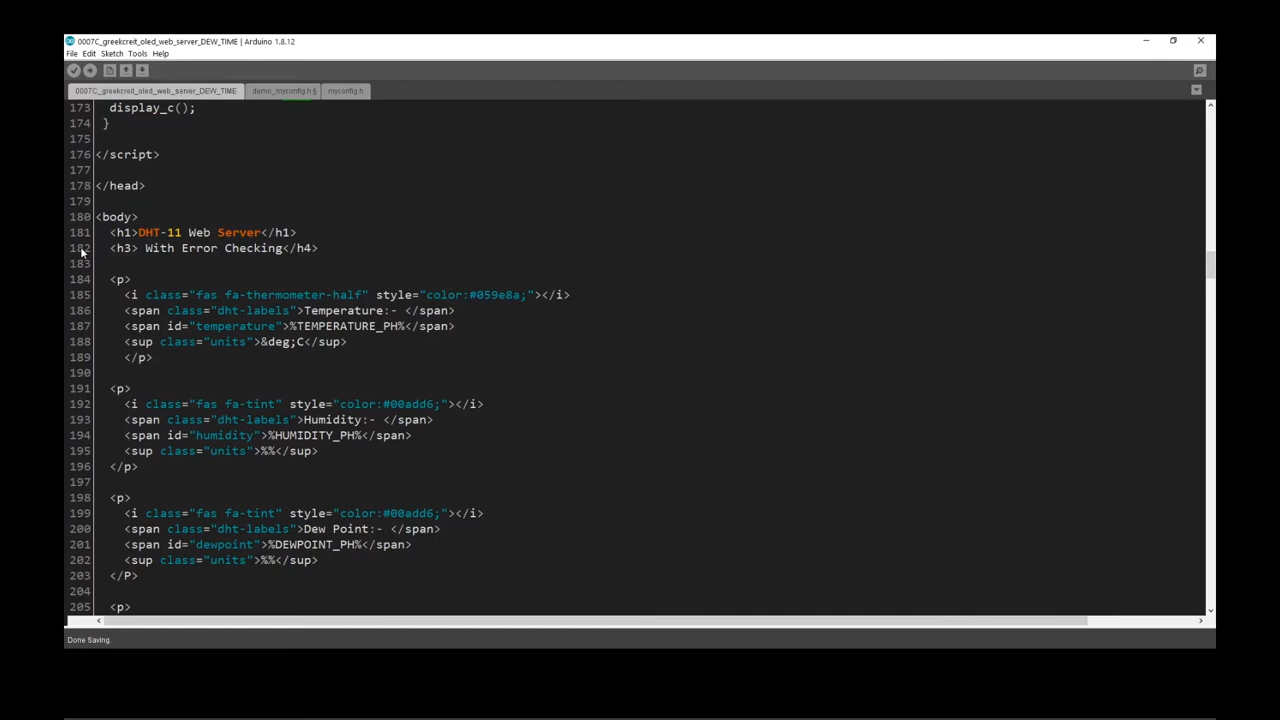 0007C_greekcreit_oled_web_server_DEW_TIME | Arduino 1.8.12
File Edit Sketch Tools Help
0007C_greekcreit_oled_web_server_DEW_TIME demo_myconfig.h § myconfig.h
173 display_c();
174 }
175
176 </script>
177
178 </head>
179
180 <body>
181 <h1>DHT-11 Web Server</h1>
182 <h3> With Error Checking</h4>
183
184 <p>
185 <i class="fas fa-thermometer-half" style="color:#059e8a;"></i>
186 <span class="dht-labels">Temperature:- </span>
187 <span id="temperature">%TEMPERATURE_PH%</span>
188 <sup class="units">&deg;C</sup>
189 </p>
190
191 <p>
192 <i class="fas fa-tint" style="color:#00add6;"></i>
193 <span class="dht-labels">Humidity:- </span>
194 <span id="humidity">%HUMIDITY_PH%</span>
195 <sup class="units">%%</sup>
196 </p>
197
198 <p>
199 <i class="fas fa-tint" style="color:#00add6;"></i>
200 <span class="dht-labels">Dew Point:- </span>
201 <span id="dewpoint">%DEWPOINT_PH%</span>
202 <sup class="units">%%</sup>
203 </P>
204
205 <p>
Done Saving.